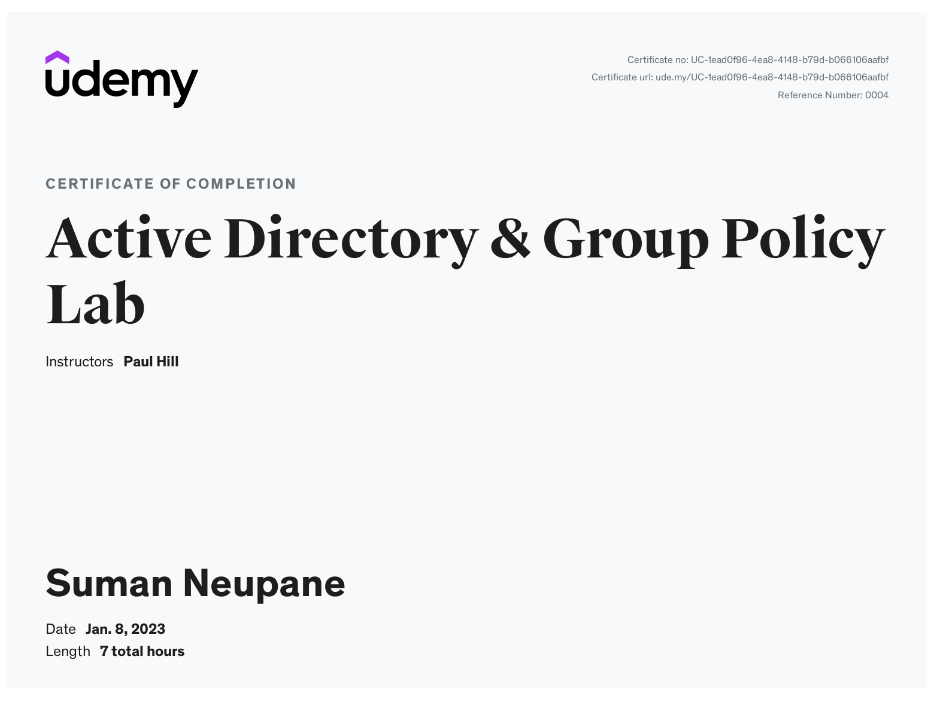 udemy
Certificate no: UC-1ead0f96-4ea8-4148-b79d-b066106aafbf
Certificate url: ude.my/UC-1ead0f96-4ea8-4148-b79d-b066106aafbf
Reference Number: 0004
CERTIFICATE OF COMPLETION
Active Directory & Group Policy
Lab
Instructors Paul Hill
Suman Neupane
Date Jan. 8, 2023
Length 7 total hours